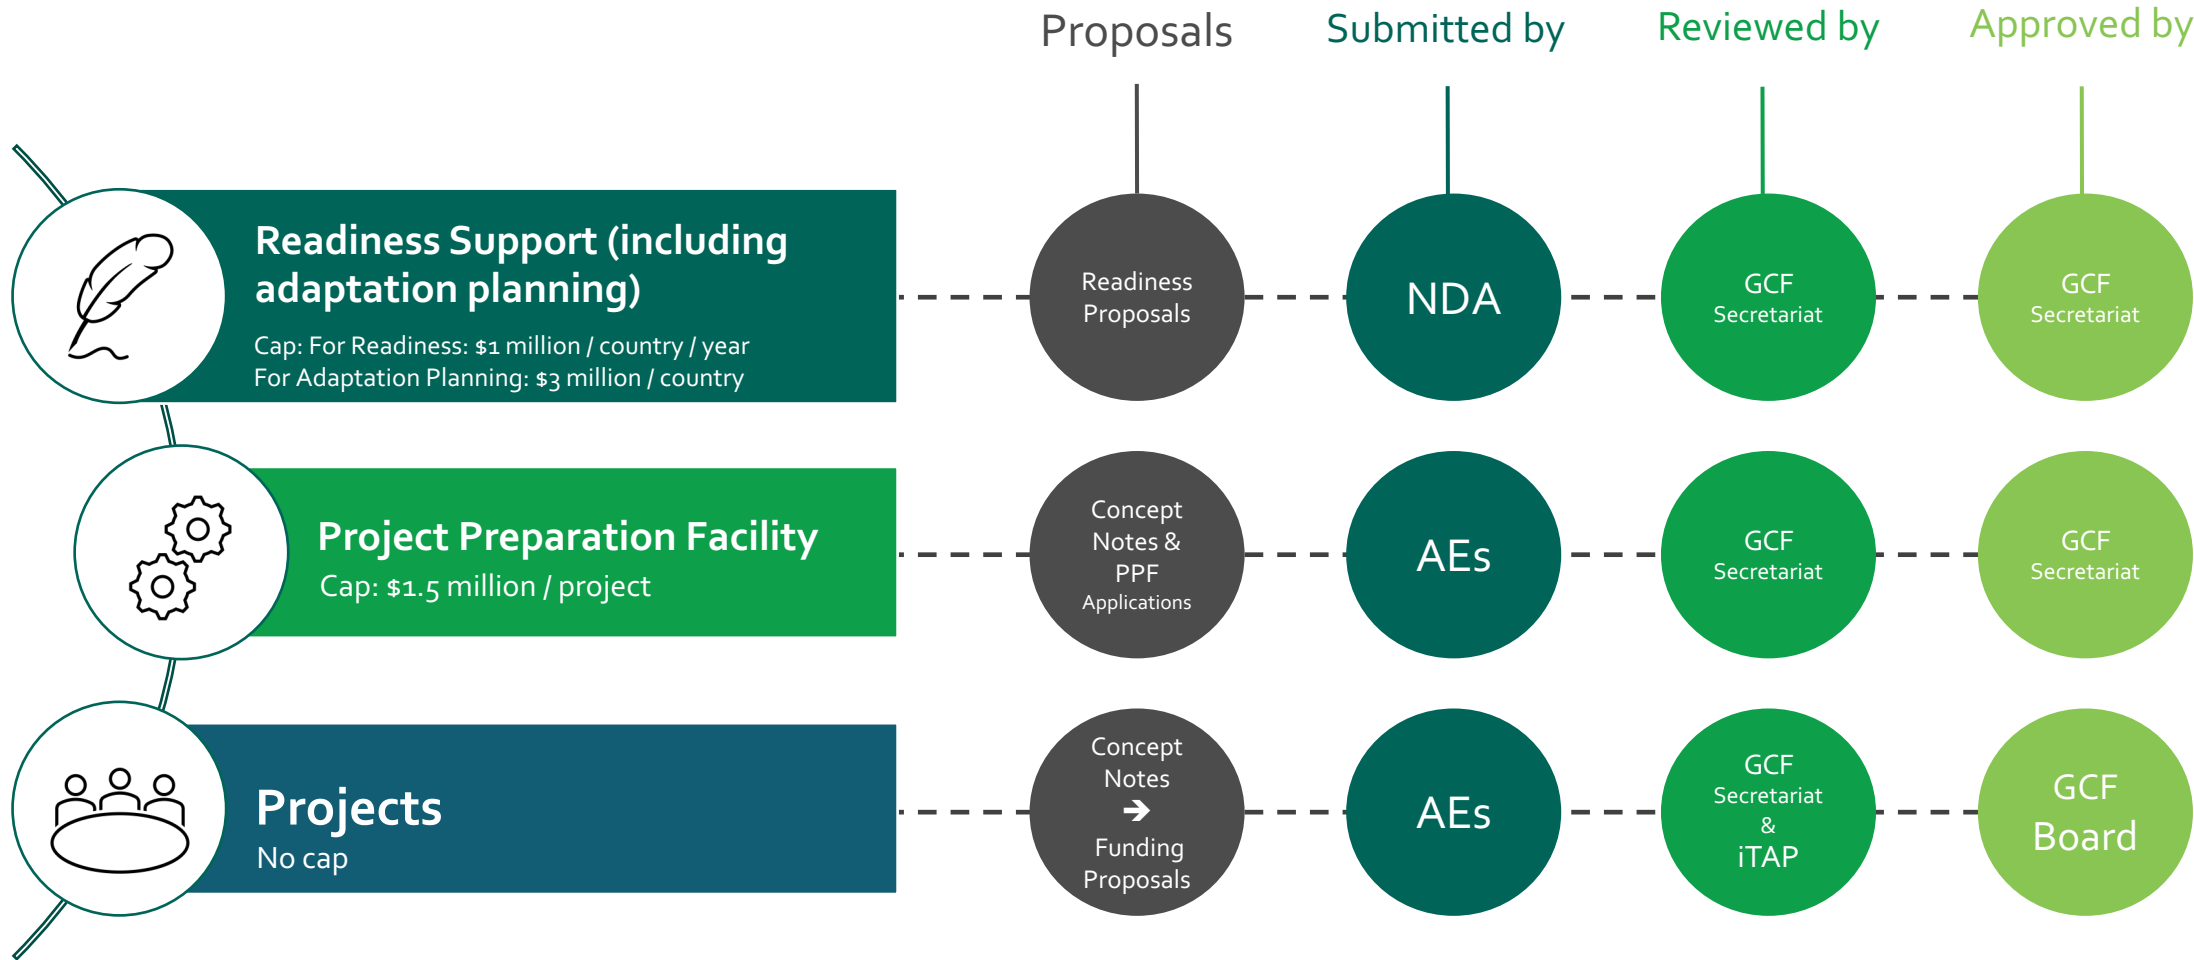 Proposals
Submitted by
Reviewed by
Approved by
Readiness Support (including
adaptation planning)
Cap: For Readiness: $1 million / country / year
For Adaptation Planning: $3 million / country
Readiness
Proposals
NDA
GCF
Secretariat
GCF
Secretariat
Project Preparation Facility
Cap: $1.5 million / project
Concept
Notes &
PPF
Applications
AEs
GCF
Secretariat
GCF
Secretariat
Projects
No cap
Concept
Notes
➔
Funding
Proposals
AEs
GCF
Secretariat
&
iTAP
GCF
Board